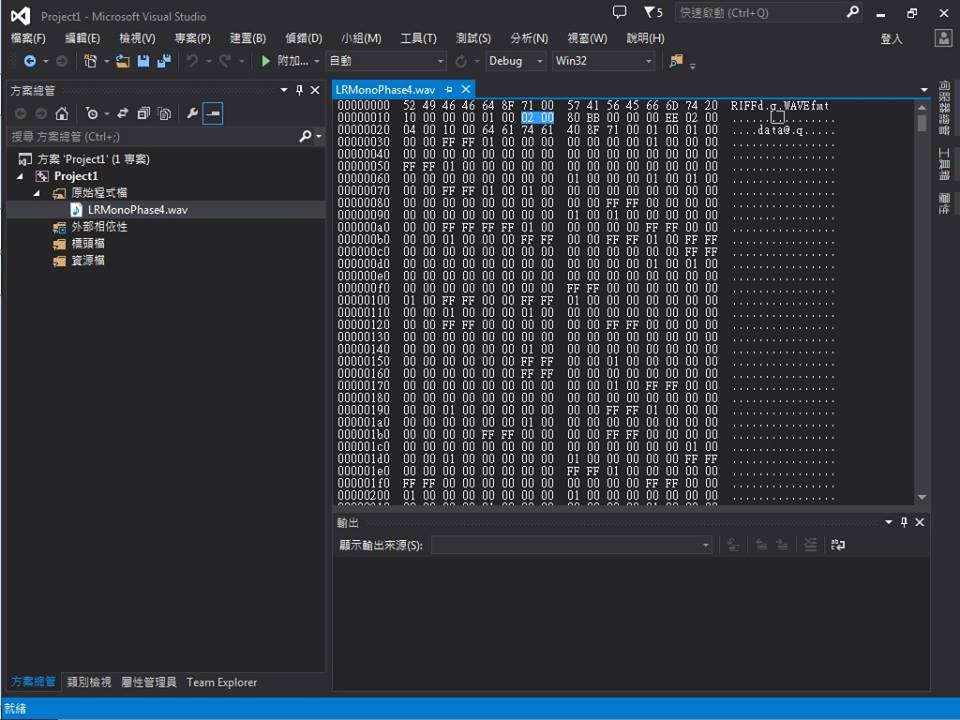 Project1 - Microsoft Visual Studio
5
快速啟動 (Ctrl+Q)
檔案(F) 編輯(E) 檢視(V) 專案(P) 建置(B) 偵錯(D) 小組(M) 工具(T) 測試(S) 分析(N) 視窗(W) 說明(H) 登入
附加... 自動 Debug Win32
方案總管
搜尋 方案總管 (Ctrl+;)
方案 'Project1' (1 專案)
Project1
原始程式檔
LRMonoPhase4.wav
外部相依性
標頭檔
資源檔
方案總管 類別檢視 屬性管理員 Team Explorer
LRMonoPhase4.wav
00000000 52 49 46 46 64 8F 71 00 57 41 56 45 66 6D 74 20 RIFFd.q.WAVEfmt
00000010 10 00 00 00 01 00 02 00 80 BB 00 00 00 EE 02 00 ................
00000020 04 00 10 00 64 61 74 61 40 8F 71 00 01 00 01 00 ....data@.q.....
00000030 00 00 FF FF 01 00 00 00 00 00 00 00 00 00 00 00 ................
00000040 00 00 00 00 00 00 00 00 00 00 00 00 00 00 00 00 ................
00000050 FF FF 01 00 00 00 00 00 00 00 00 00 00 00 00 00 ................
00000060 00 00 00 00 00 00 00 00 01 00 01 00 01 00 01 00 ................
00000070 00 00 FF FF 01 00 01 00 00 00 00 00 00 00 00 00 ................
00000080 00 00 00 00 00 00 00 00 00 00 FF FF 00 00 00 00 ................
00000090 00 00 00 00 00 00 00 00 01 00 01 00 00 00 00 00 ................
000000a0 00 00 FF FF FF FF 01 00 00 00 00 00 FF FF 00 00 ................
000000b0 00 00 01 00 00 00 FF FF 00 00 FF FF 01 00 FF FF ................
000000c0 00 00 00 00 00 00 00 00 00 00 00 00 00 00 FF FF ................
000000d0 00 00 00 00 00 00 00 00 00 00 00 00 00 00 01 00 ................
000000e0 00 00 00 00 00 00 00 00 00 00 00 00 00 00 00 00 ................
000000f0 00 00 00 00 00 00 00 00 FF FF 00 00 00 00 00 00 ................
00000100 01 00 FF FF 00 00 FF FF 01 00 00 00 00 00 00 00 ................
00000110 00 00 01 00 00 00 01 00 00 00 00 00 00 00 00 00 ................
00000120 00 00 FF FF 00 00 00 00 00 00 FF FF 00 00 00 00 ................
00000130 00 00 00 00 00 00 00 00 00 00 00 00 00 00 00 00 ................
00000140 00 00 00 00 00 00 01 00 00 00 00 00 00 00 00 00 ................
00000150 00 00 00 00 00 00 FF FF 00 00 01 00 00 00 00 00 ................
00000160 00 00 00 00 00 00 FF FF 00 00 00 00 00 00 00 00 ................
00000170 00 00 00 00 00 00 00 00 00 00 01 00 FF FF 00 00 ................
00000180 00 00 00 00 00 00 00 00 00 00 00 00 00 00 00 00 ................
00000190 00 00 01 00 00 00 00 00 00 00 FF FF 01 00 00 00 ................
000001a0 00 00 00 00 00 00 01 00 00 00 00 00 00 00 00 00 ................
000001b0 00 00 00 00 FF FF 00 00 00 00 FF FF 00 00 00 00 ................
000001c0 00 00 00 00 00 00 00 00 00 00 00 00 00 00 01 00 ................
000001d0 00 00 01 00 00 00 00 00 01 00 00 00 00 00 FF FF ................
000001e0 00 00 00 00 00 00 00 00 FF FF 01 00 00 00 00 00 ................
000001f0 FF FF 00 00 00 00 00 00 00 00 00 00 FF FF 00 00 ................
00000200 01 00 00 00 00 00 00 00 01 00 00 00 00 00 00 00 ................
輸出
顯示輸出來源(S):
伺服器總管
工具箱
屬性
就緒